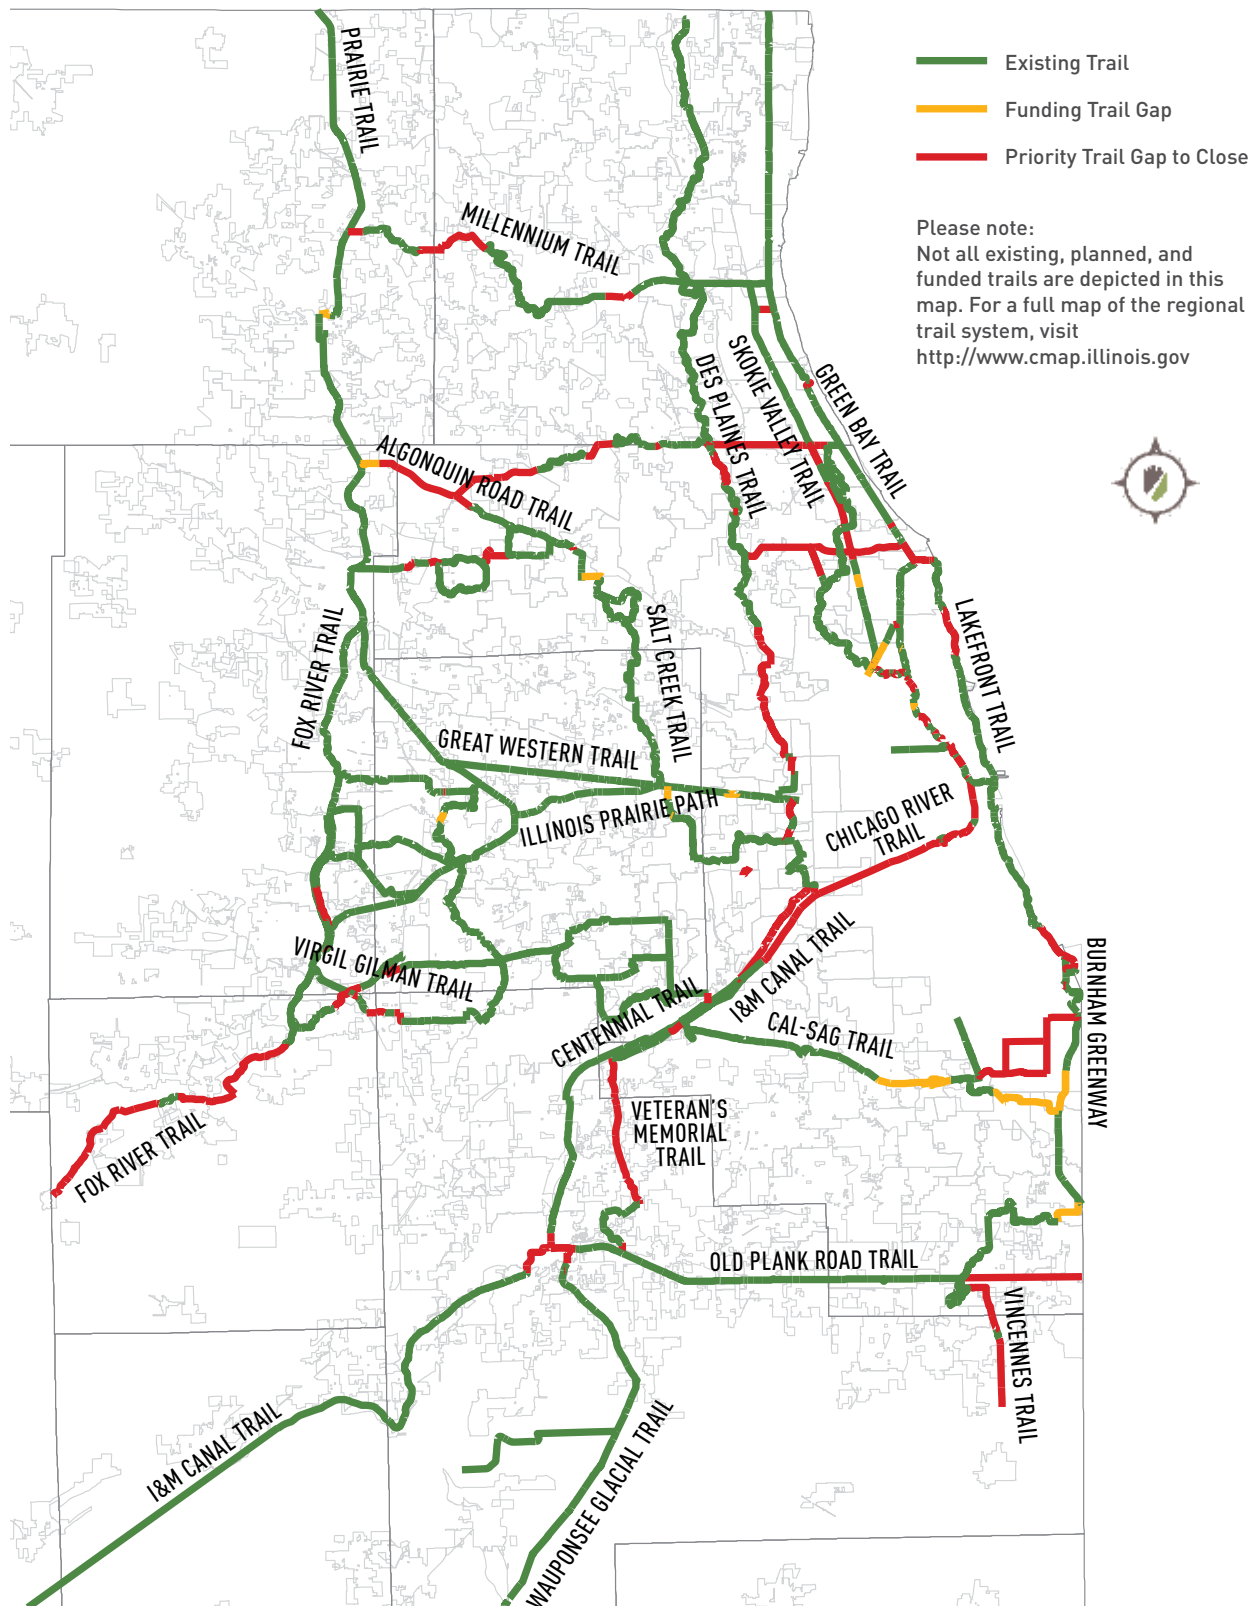 Existing Trail
Funding Trail Gap
Priority Trail Gap to Close
Please note:
Not all existing, planned, and
funded trails are depicted in this
map. For a full map of the regional
trail system, visit
http://www.cmap.illinois.gov
PRAIRIE TRAIL
MILLENNIUM TRAIL
DES PLAINES TRAIL
SKOKIE VALLEY TRAIL
GREEN BAY TRAIL
ALGONQUIN ROAD TRAIL
FOX RIVER TRAIL
SALT CREEK TRAIL
LAKEFRONT TRAIL
GREAT WESTERN TRAIL
ILLINOIS PRAIRIE PATH
CHICAGO RIVER
TRAIL
VIRGIL GILMAN TRAIL
I&M CANAL TRAIL
CENTENNIAL TRAIL
CAL-SAG TRAIL
BURNHAM GREENWAY
VETERAN'S
MEMORIAL
TRAIL
FOX RIVER TRAIL
OLD PLANK ROAD TRAIL
VINCENNES TRAIL
I&M CANAL TRAIL
WAUPONSEE GLACIAL TRAIL